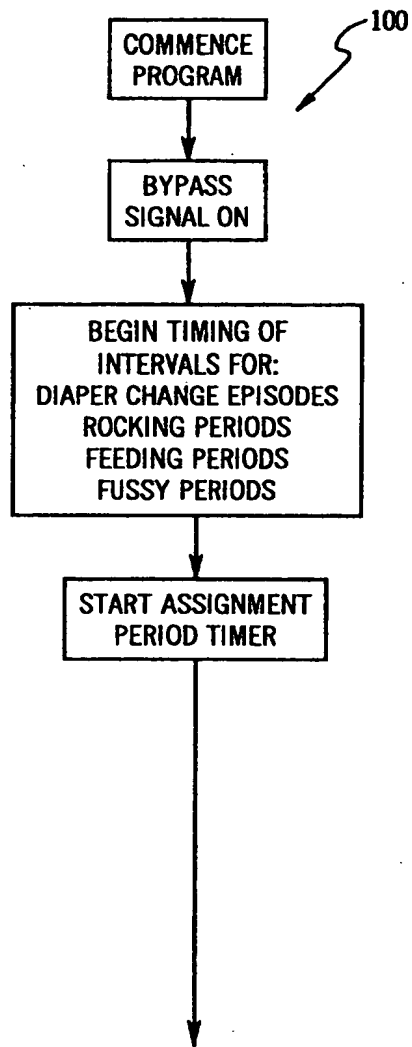 100
COMMENCE
PROGRAM
BYPASS
SIGNAL ON
BEGIN TIMING OF
INTERVALS FOR:
DIAPER CHANGE EPISODES
ROCKING PERIODS
FEEDING PERIODS
FUSSY PERIODS
START ASSIGNMENT
PERIOD TIMER